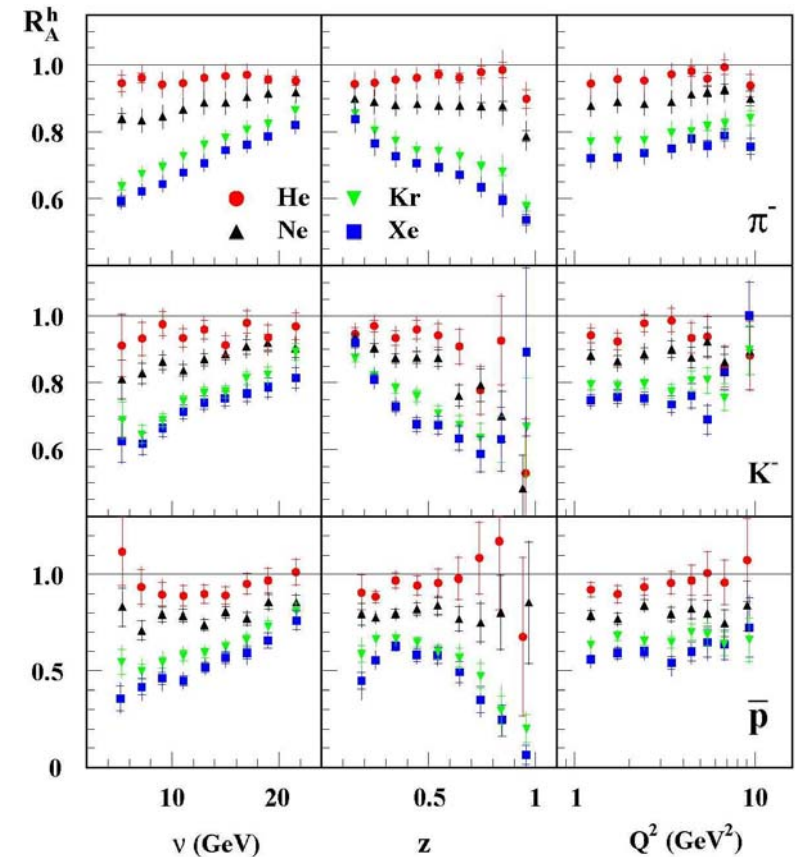 R_A^h
1.0
0.8
0.6
He
Ne
Kr
Xe
π⁻
1.0
0.8
0.6
K⁻
1.0
0.5
0
p̅
10 20
0.5 1
1 10
ν (GeV)
z
Q² (GeV²)